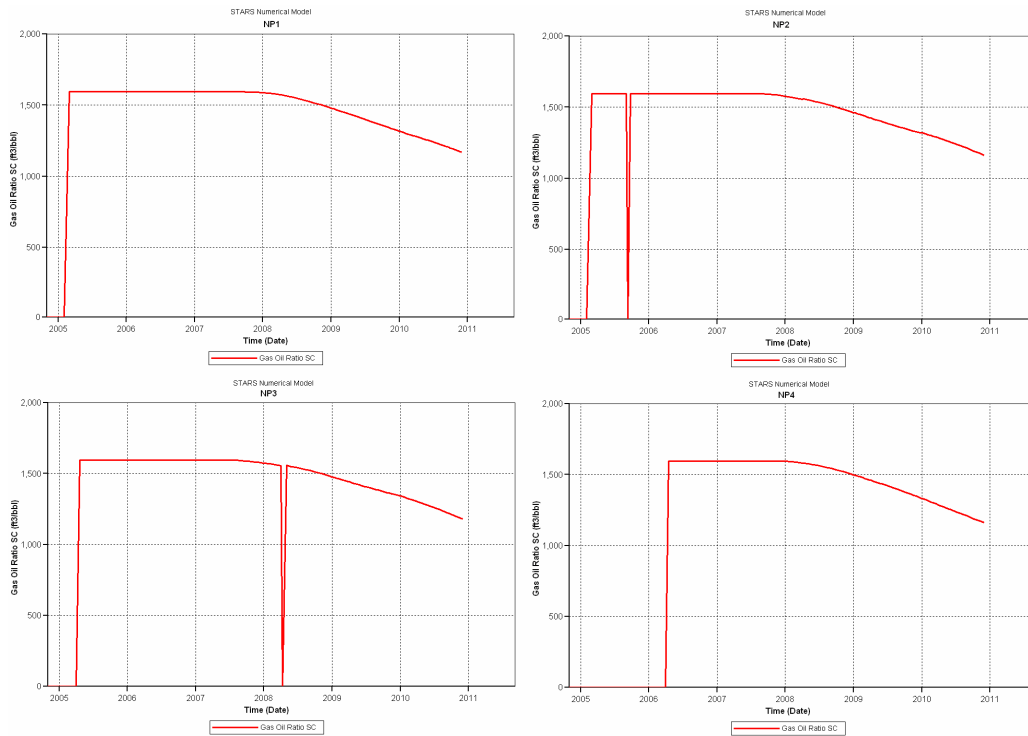 STARS Numerical Model
NP1
2,000
1,500
1,000
500
0
Gas Oil Ratio SC (ft3/bbl)
2005 2006 2007 2008 2009 2010 2011
Time (Date)
Gas Oil Ratio SC
STARS Numerical Model
NP2
2,000
1,500
1,000
500
0
Gas Oil Ratio SC (ft3/bbl)
2005 2006 2007 2008 2009 2010 2011
Time (Date)
Gas Oil Ratio SC
STARS Numerical Model
NP3
2,000
1,500
1,000
500
0
Gas Oil Ratio SC (ft3/bbl)
2005 2006 2007 2008 2009 2010 2011
Time (Date)
Gas Oil Ratio SC
STARS Numerical Model
NP4
2,000
1,500
1,000
500
0
Gas Oil Ratio SC (ft3/bbl)
2005 2006 2007 2008 2009 2010 2011
Time (Date)
Gas Oil Ratio SC